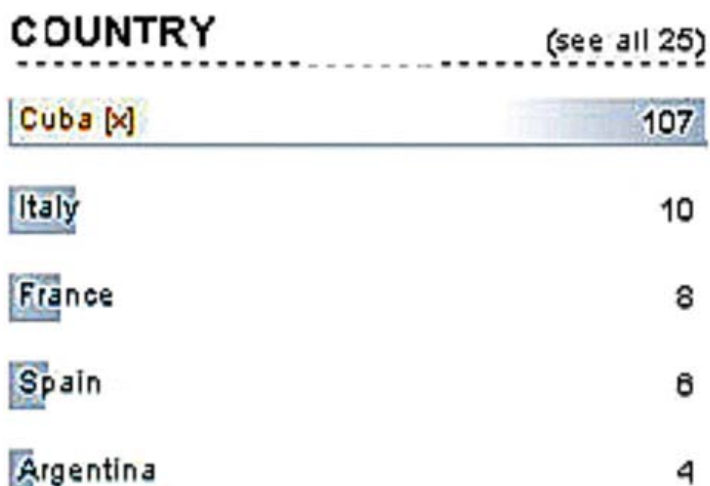 COUNTRY (see all 25)
Cuba [x] 107
Italy 10
France 8
Spain 6
Argentina 4